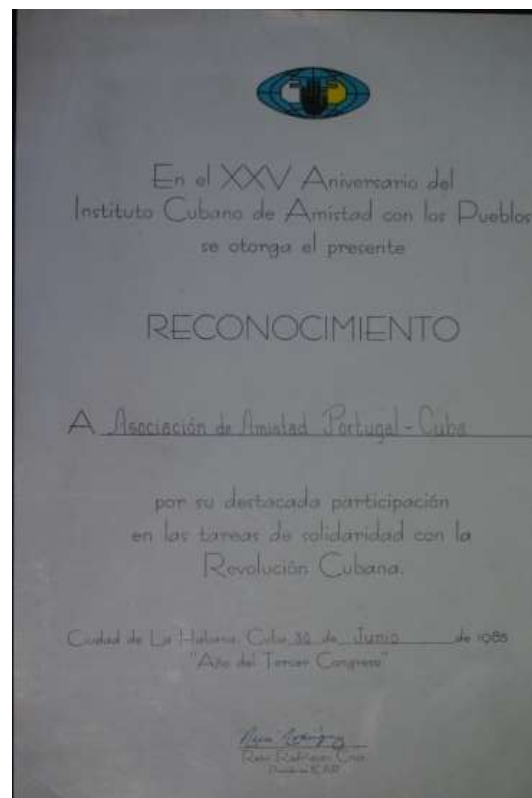 En el XXV Aniversario del
Instituto Cubano de Amistad con los Pueblos
se otorga el presente
RECONOCIMIENTO
A Asociación de Amistad Portugal - Cuba
por su destacada participación
en las tareas de solidaridad con la
Revolución Cubana.
Ciudad de La Habana, Cuba, de Junio de 1985
"Año del Tercer Congreso"
Cruz